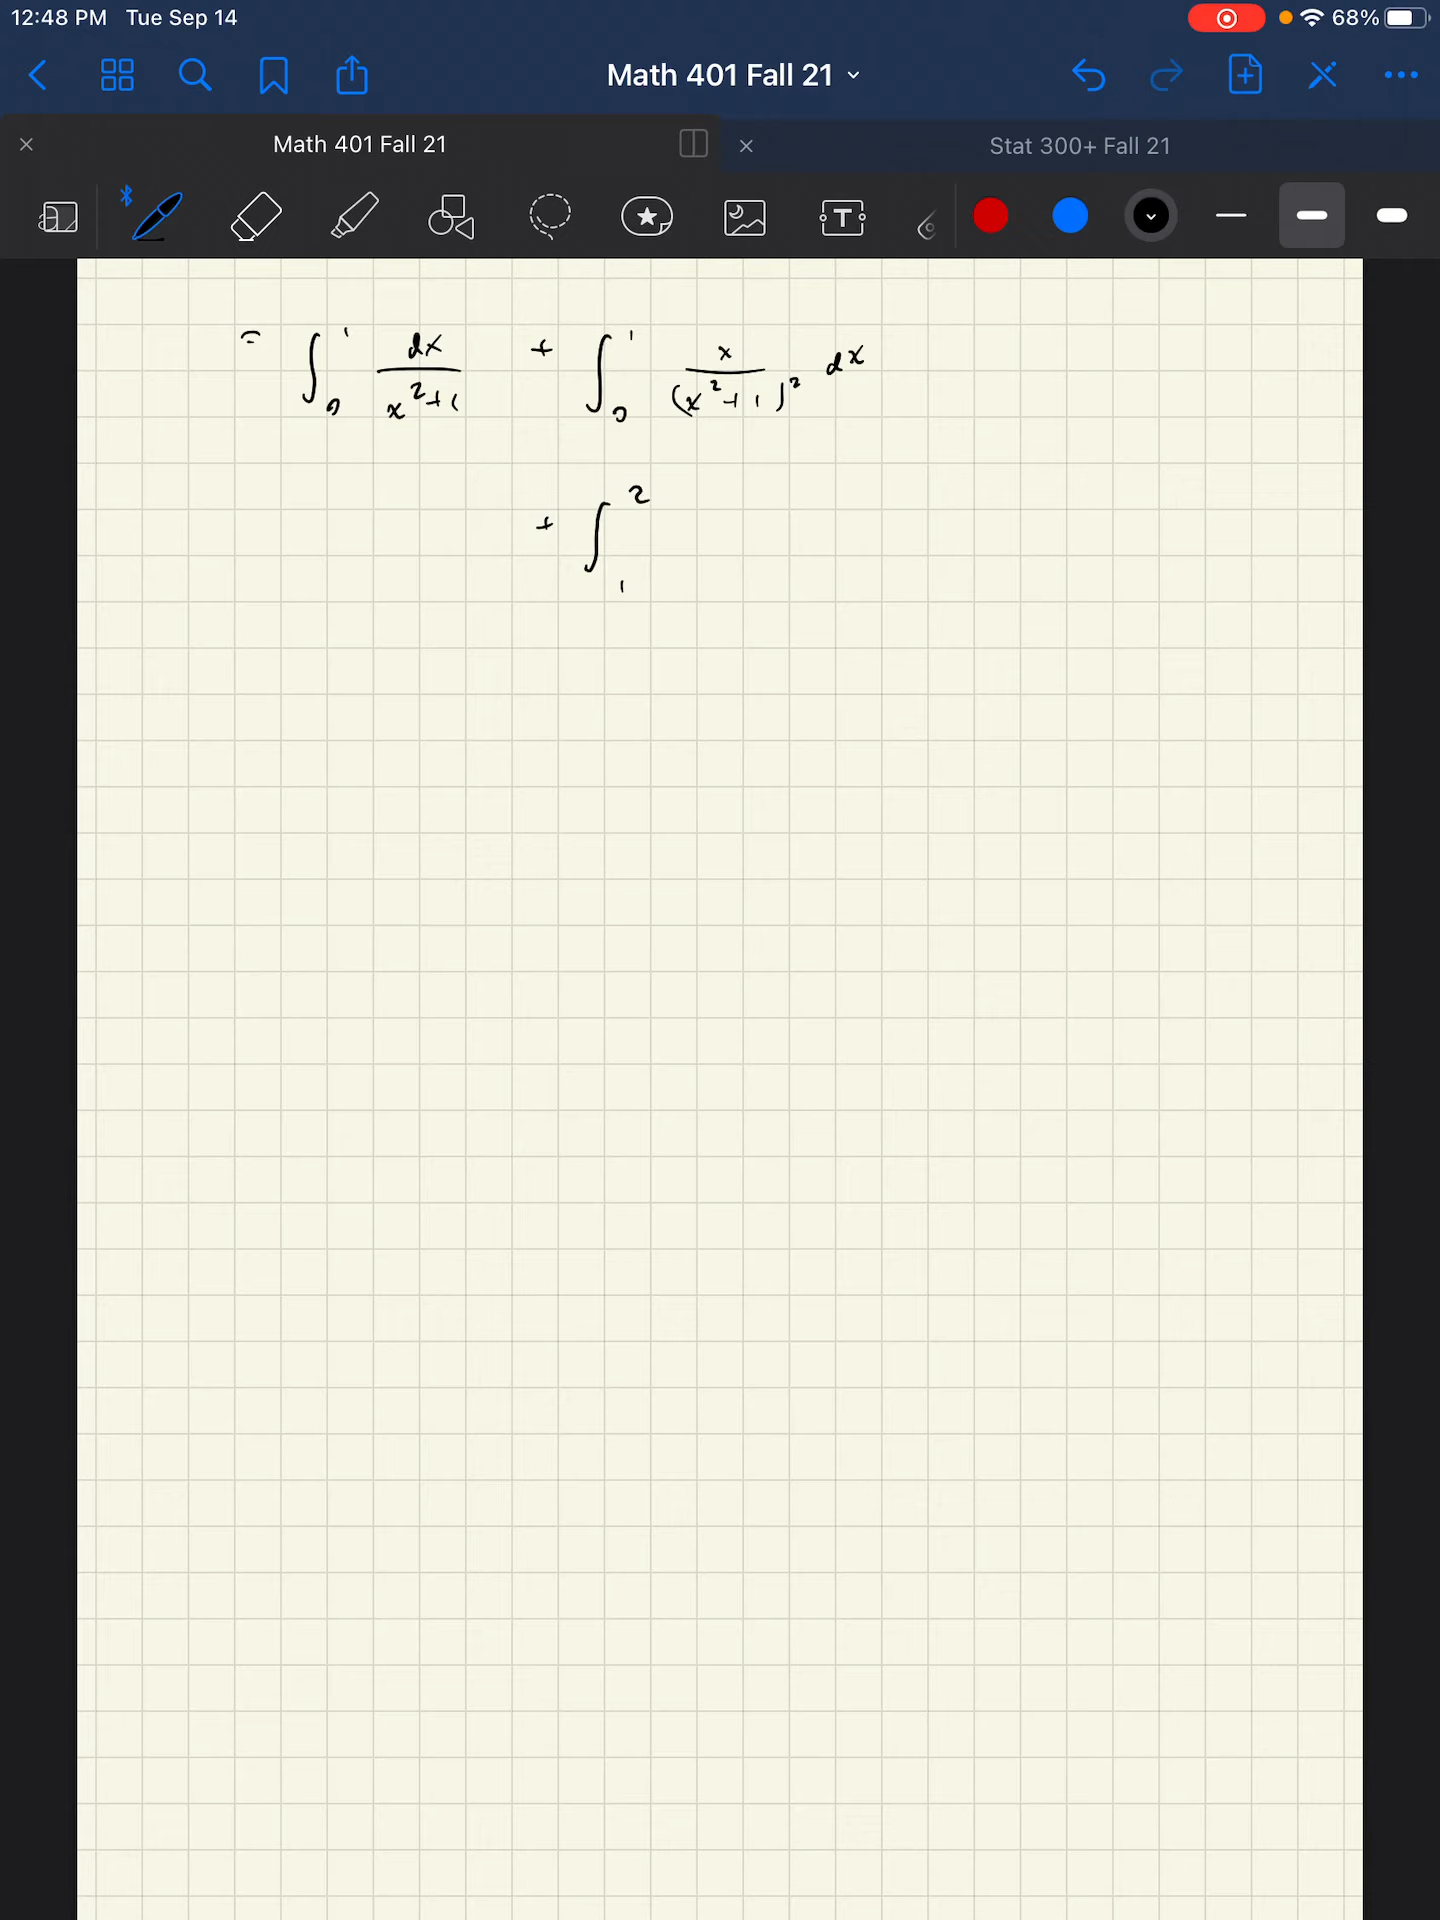 12:48 PM Tue Sep 14 68%
Math 401 Fall 21
Math 401 Fall 21 Stat 300+ Fall 21
= ∫₀¹ dx/(x²+1) + ∫₀¹ x/(x²+1)² dx
+ ∫₁²